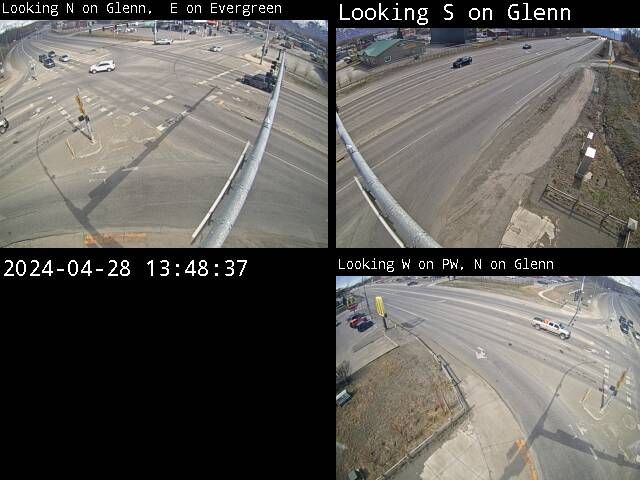 Looking N on Glenn,  E on Evergreen
Looking S on Glenn
2024-04-28 13:48:37
Looking W on PW, N on Glenn